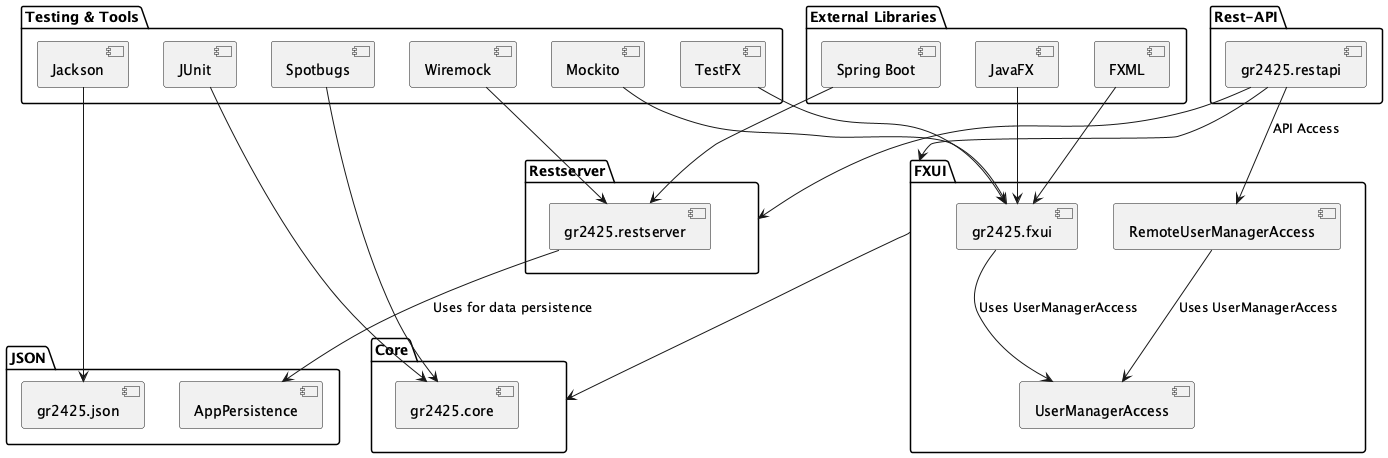 Testing & Tools
External Libraries
Rest-API
Jackson
JUnit
Spotbugs
Wiremock
Mockito
TestFX
Spring Boot
JavaFX
FXML
gr2425.restapi
API Access
Restserver
FXUI
gr2425.restserver
gr2425.fxui
RemoteUserManagerAccess
Uses for data persistence
Uses UserManagerAccess
Uses UserManagerAccess
JSON
Core
gr2425.json
AppPersistence
gr2425.core
UserManagerAccess